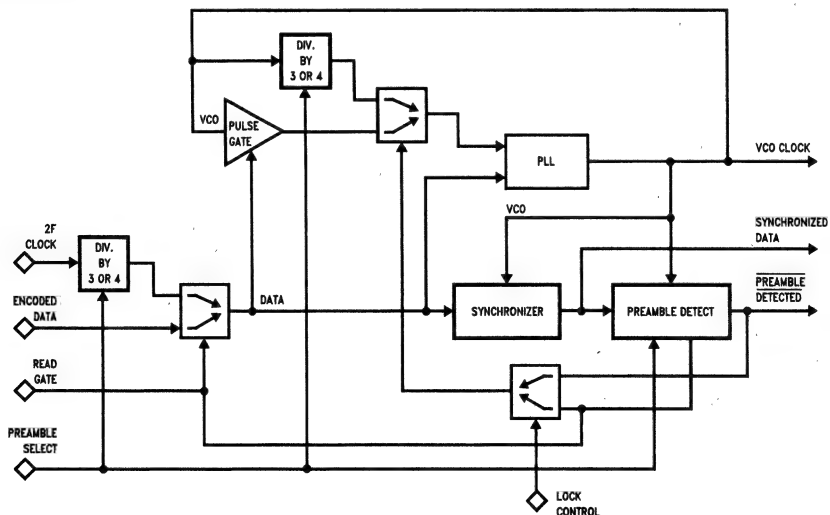 DIV.
BY
3 OR 4
VCO
PULSE
GATE
PLL
VCO CLOCK
2F
CLOCK
DIV.
BY
3 OR 4
VCO
SYNCHRONIZED
DATA
ENCODED
DATA
DATA
SYNCHRONIZER
PREAMBLE DETECT
PREAMBLE
DETECTED
READ
GATE
PREAMBLE
SELECT
LOCK
CONTROL